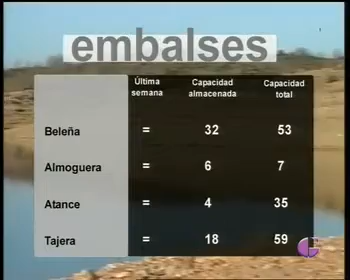 embalses
Última semana Capacidad almacenada Capacidad total
Beleña = 32 53
Almoguera = 6 7
Atance = 4 35
Tajera = 18 59